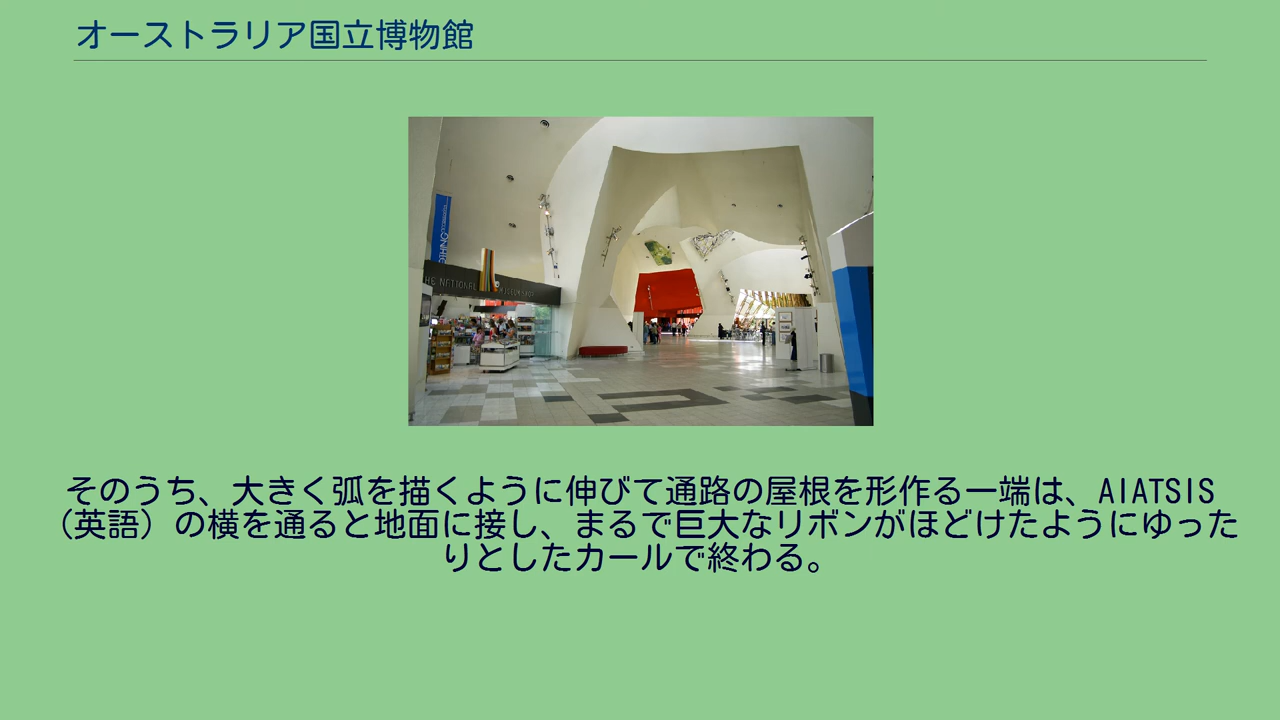 オーストラリア国立博物館
THE NATIONAL
そのうち、大きく弧を描くように伸びて通路の屋根を形作る一端は、AIATSIS
（英語）の横を通ると地面に接し、まるで巨大なリボンがほどけたようにゆった
りとしたカールで終わる。